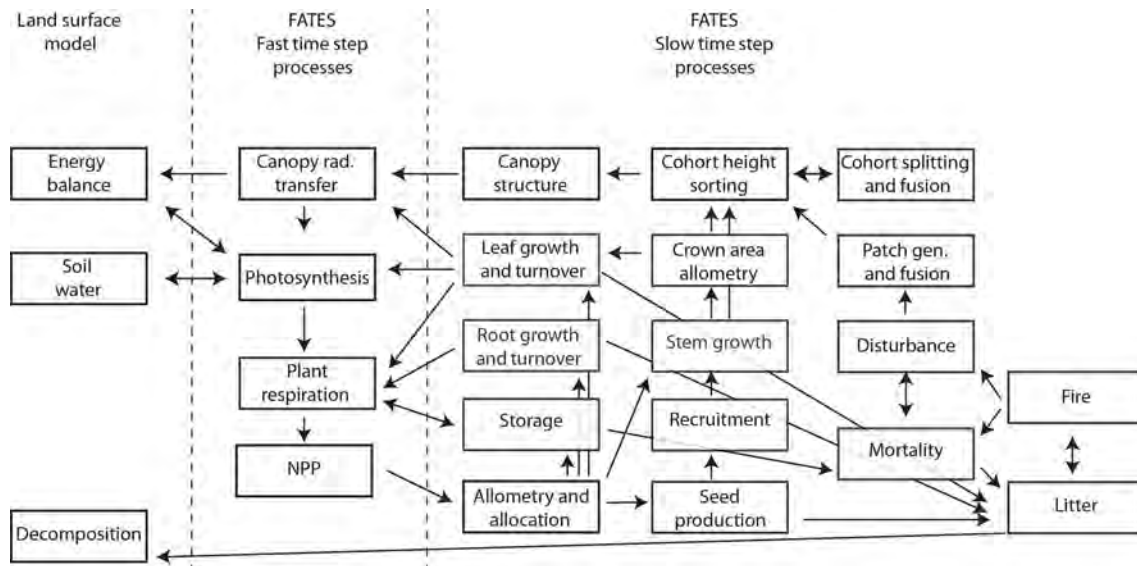 Land surface
model
FATES
Fast time step
processes
FATES
Slow time step
processes
Energy
balance
Canopy rad.
transfer
Canopy
structure
Cohort height
sorting
Cohort splitting
and fusion
Soil
water
Photosynthesis
Leaf growth
and turnover
Crown area
allometry
Patch gen.
and fusion
Plant
respiration
Root growth
and turnover
Stem growth
Disturbance
Storage
Recruitment
Fire
NPP
Mortality
Allometry and
allocation
Seed
production
Litter
Decomposition